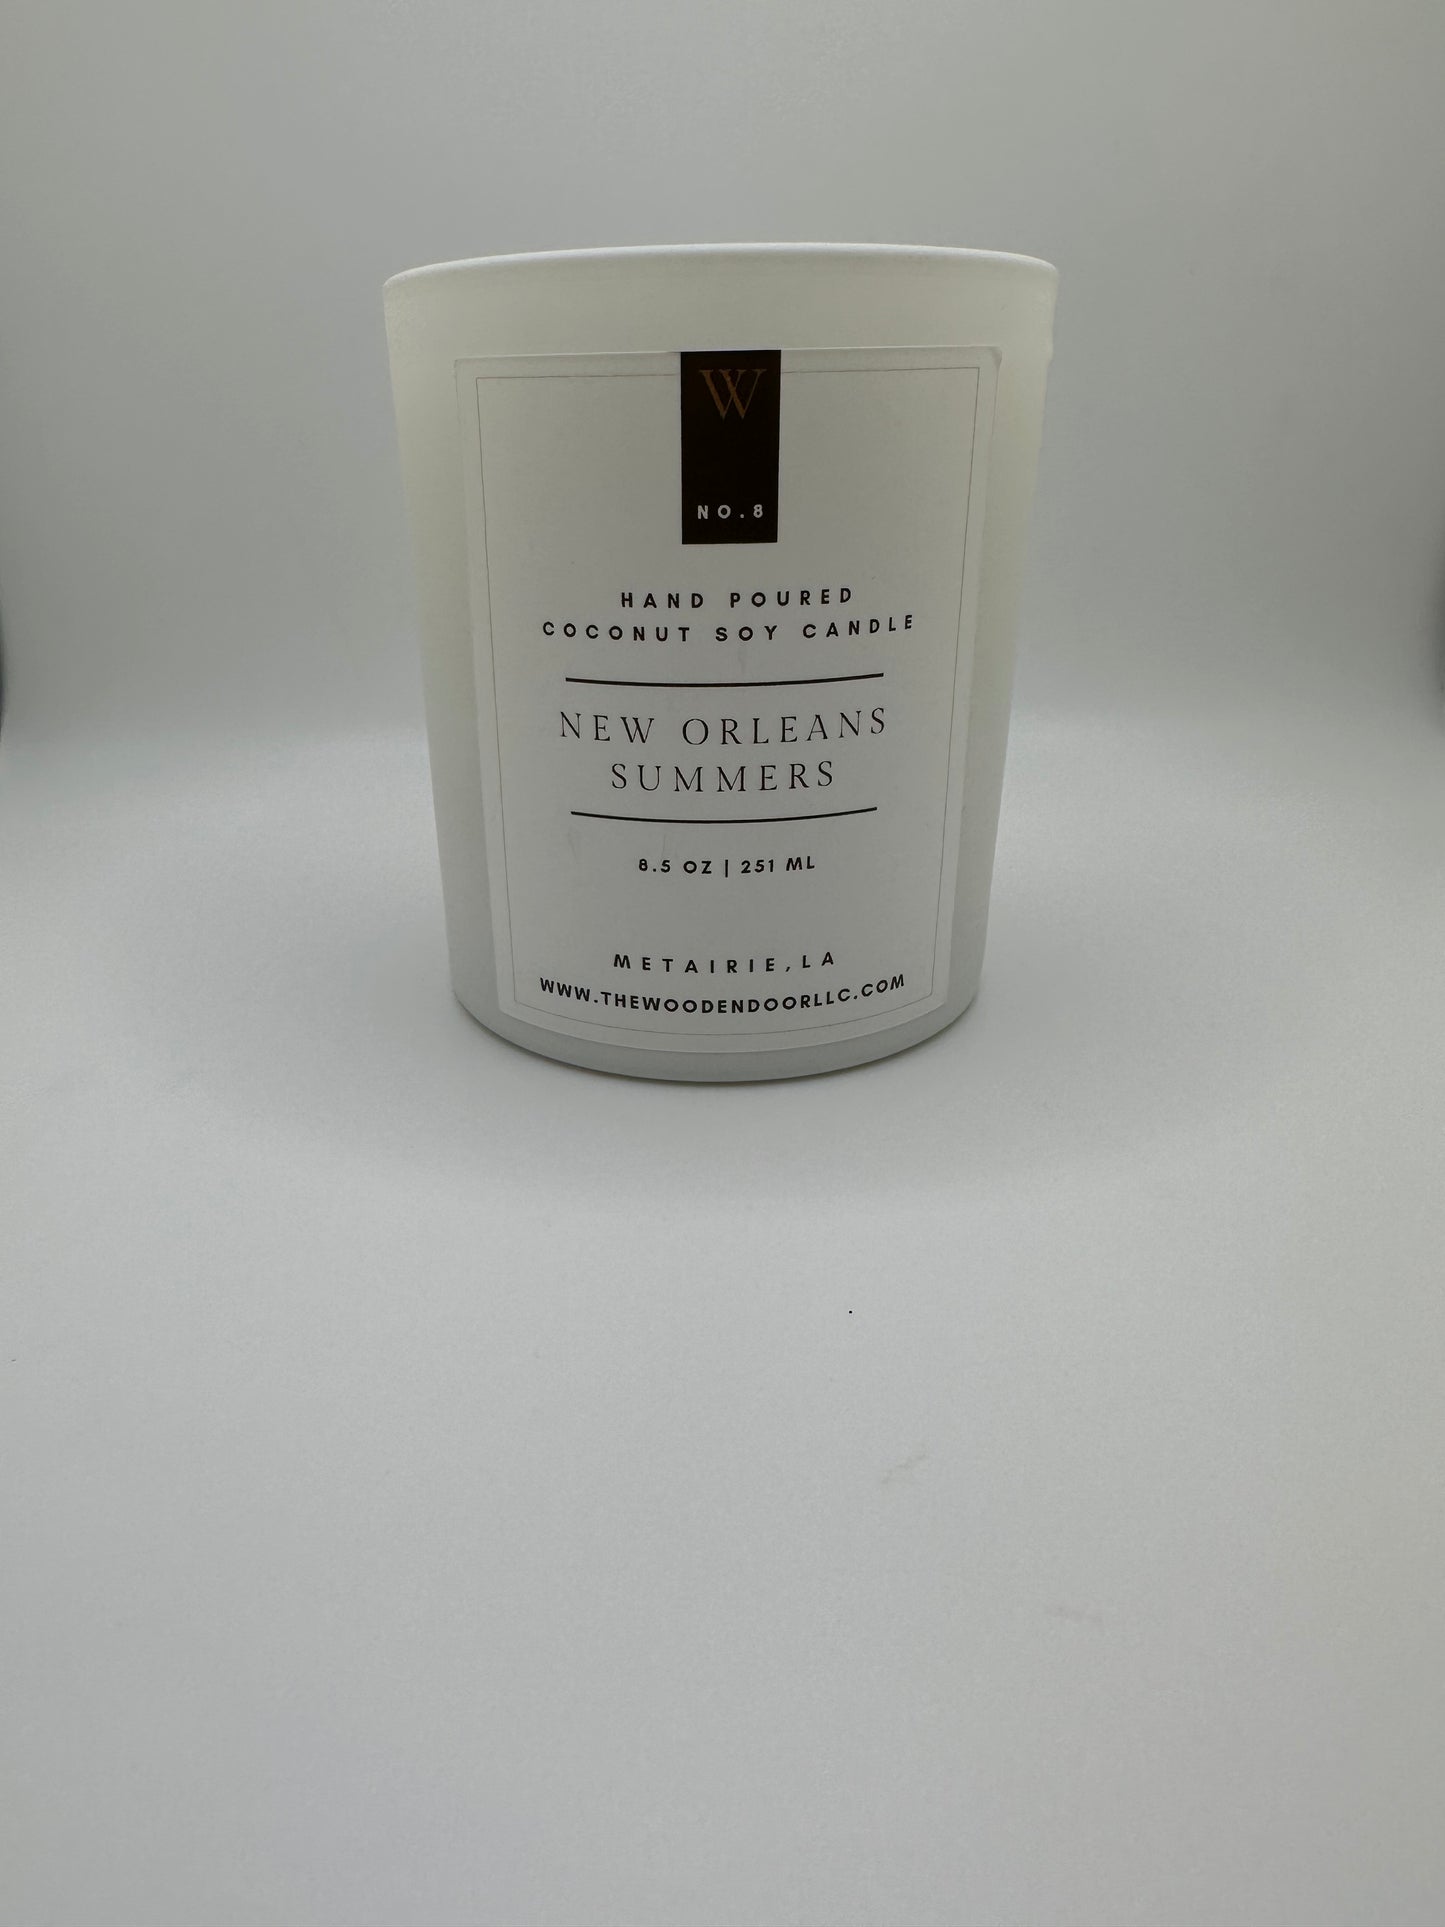 W
NO.8
HAND POURED
COCONUT SOY CANDLE
NEW ORLEANS
SUMMERS
8.5 OZ | 251 ML
METAIRIE, LA
WWW.THEWOODENDOORLLC.COM